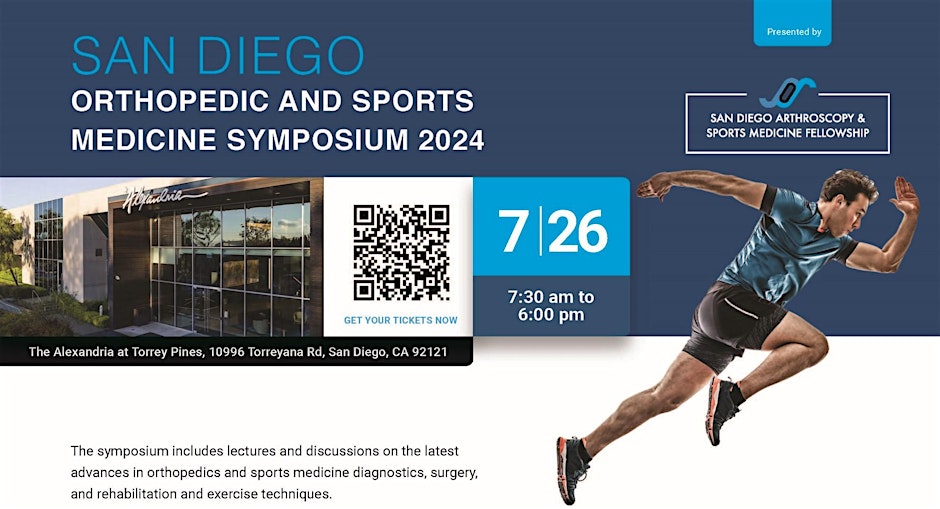 Presented by
SAN DIEGO
ORTHOPEDIC AND SPORTS
MEDICINE SYMPOSIUM 2024
SAN DIEGO ARTHROSCOPY &
SPORTS MEDICINE FELLOWSHIP
Alexandria
GET YOUR TICKETS NOW
7|26
7:30 am to
6:00 pm
The Alexandria at Torrey Pines, 10996 Torreyana Rd, San Diego, CA 92121
The symposium includes lectures and discussions on the latest
advances in orthopedics and sports medicine diagnostics, surgery,
and rehabilitation and exercise techniques.